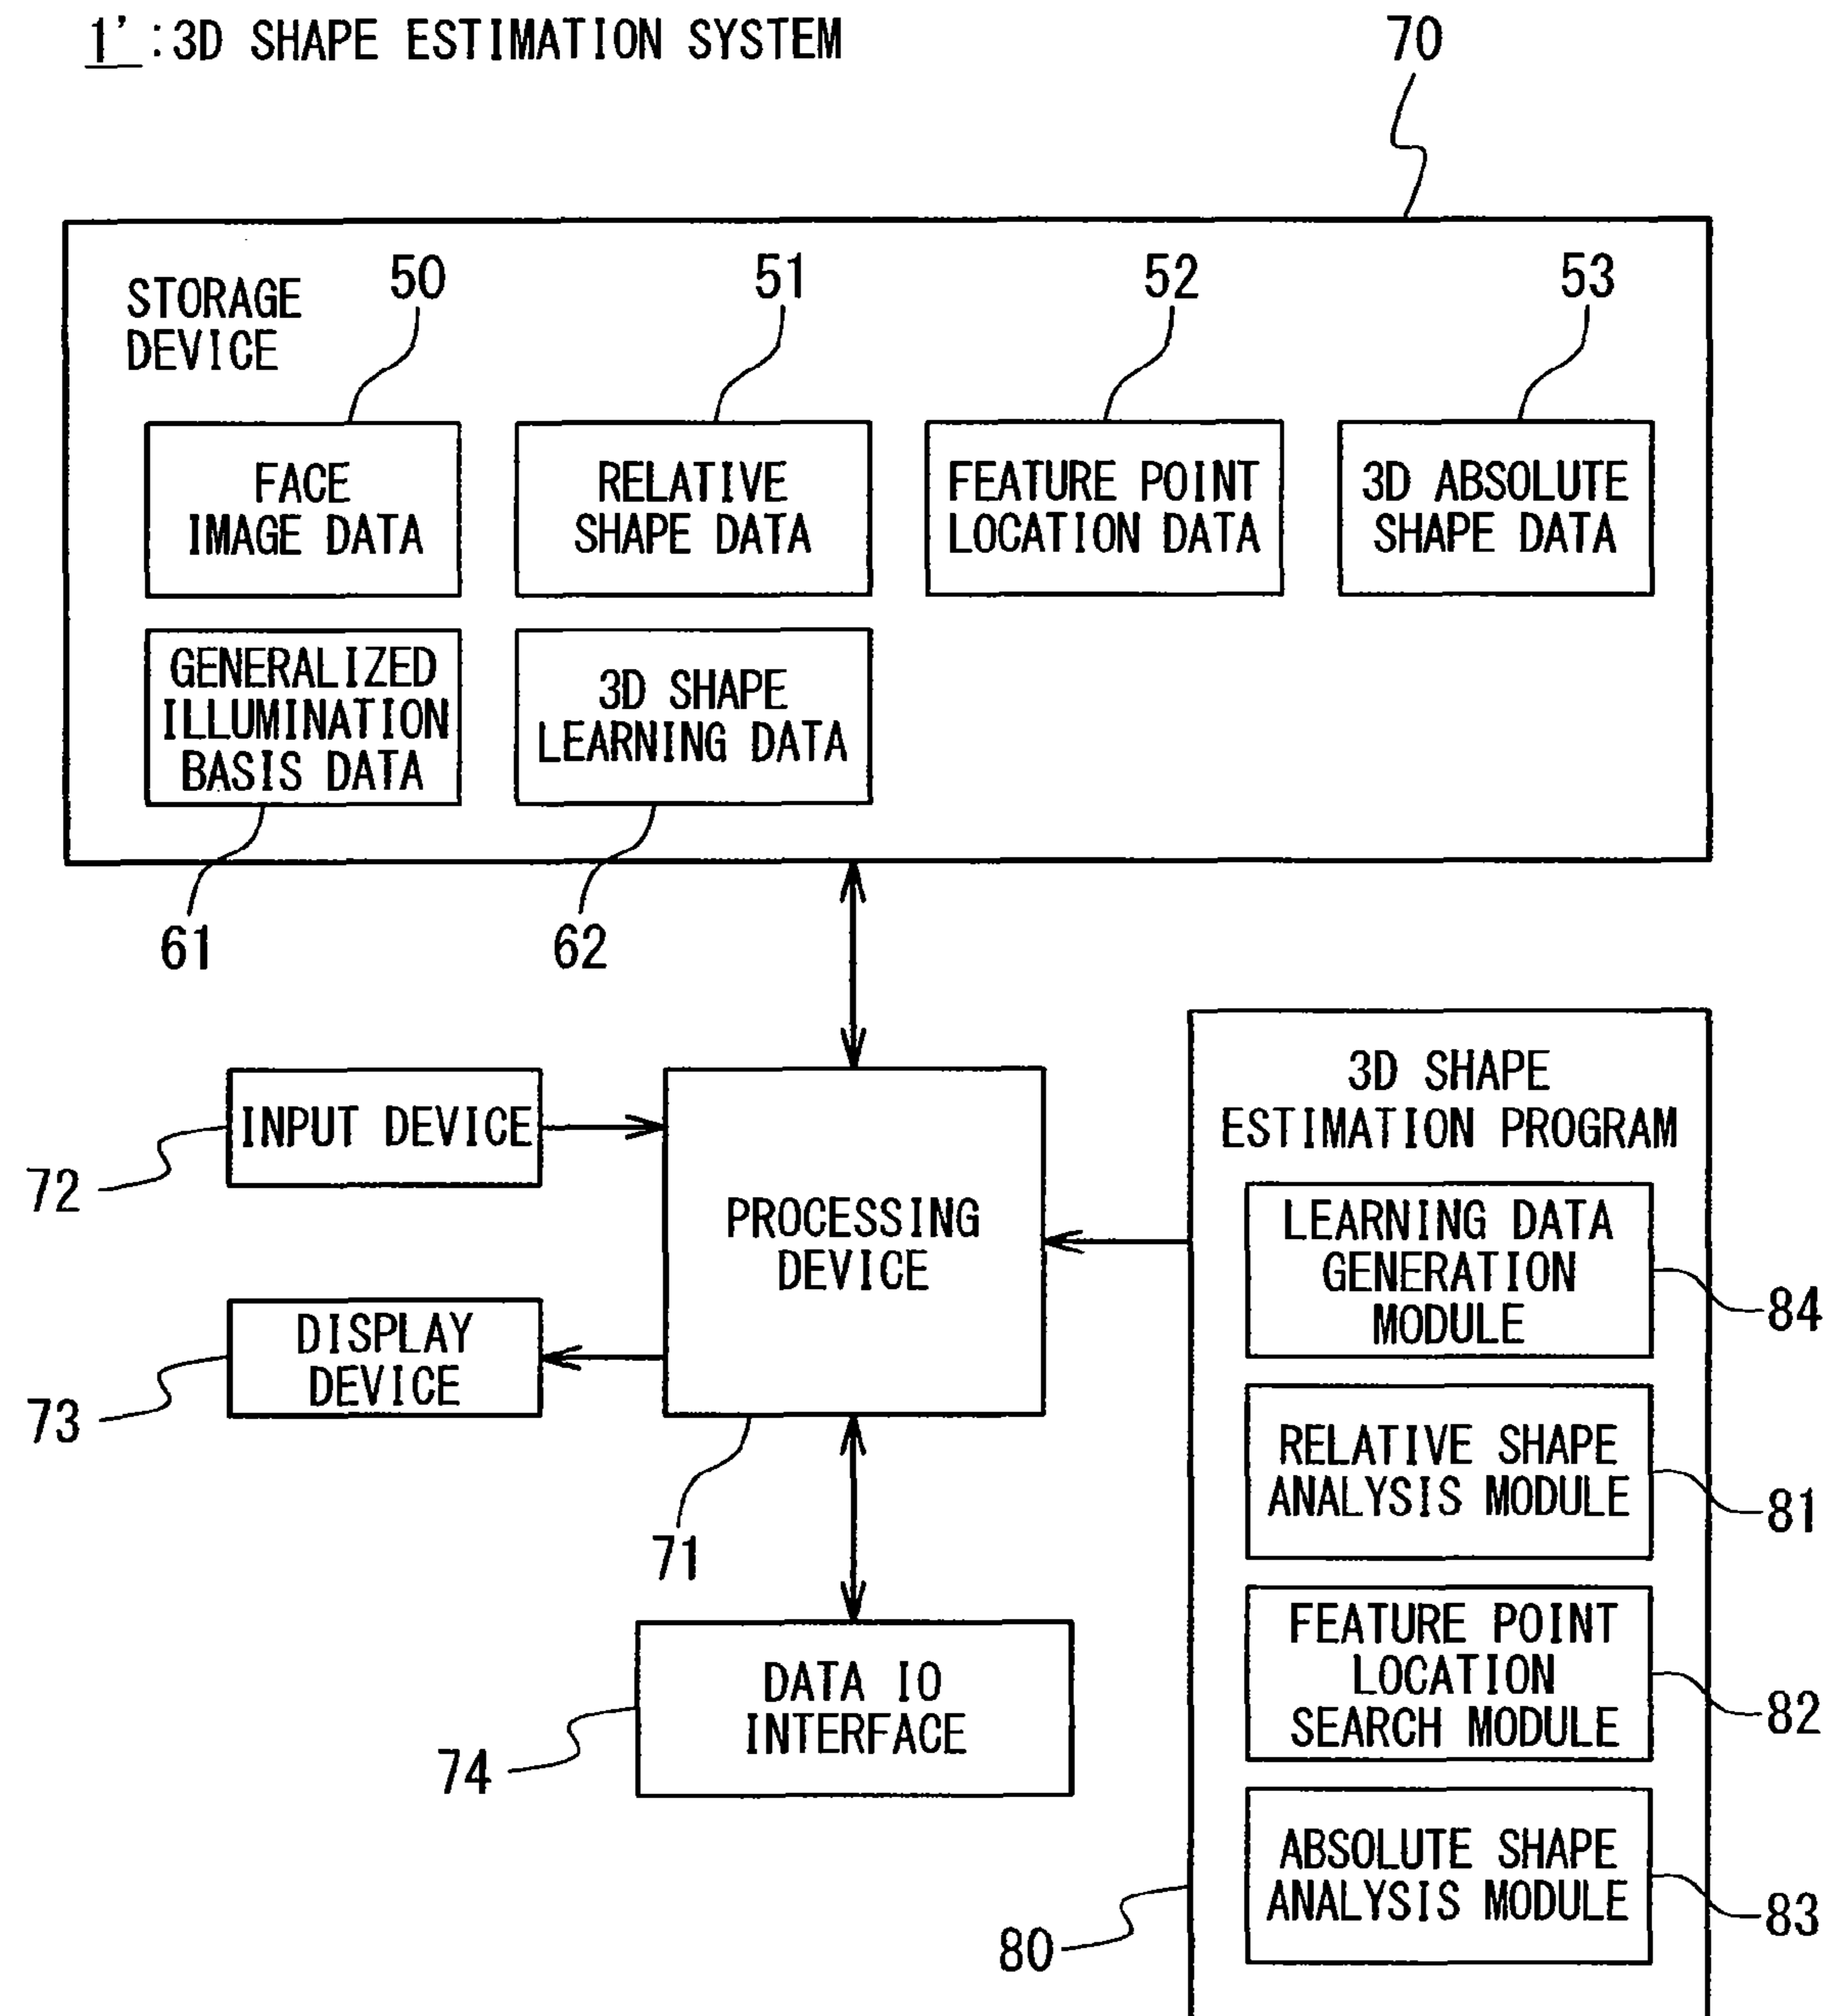 1' :3D SHAPE ESTIMATION SYSTEM
70
STORAGE
DEVICE
50
51
52
53
FACE
IMAGE DATA
RELATIVE
SHAPE DATA
FEATURE POINT
LOCATION DATA
3D ABSOLUTE
SHAPE DATA
GENERALIZED
ILLUMINATION
BASIS DATA
3D SHAPE
LEARNING DATA
61
62
INPUT DEVICE
72
PROCESSING
DEVICE
71
DISPLAY
DEVICE
73
DATA IO
INTERFACE
74
3D SHAPE
ESTIMATION PROGRAM
LEARNING DATA
GENERATION
MODULE
84
RELATIVE SHAPE
ANALYSIS MODULE
81
FEATURE POINT
LOCATION
SEARCH MODULE
82
ABSOLUTE SHAPE
ANALYSIS MODULE
83
80